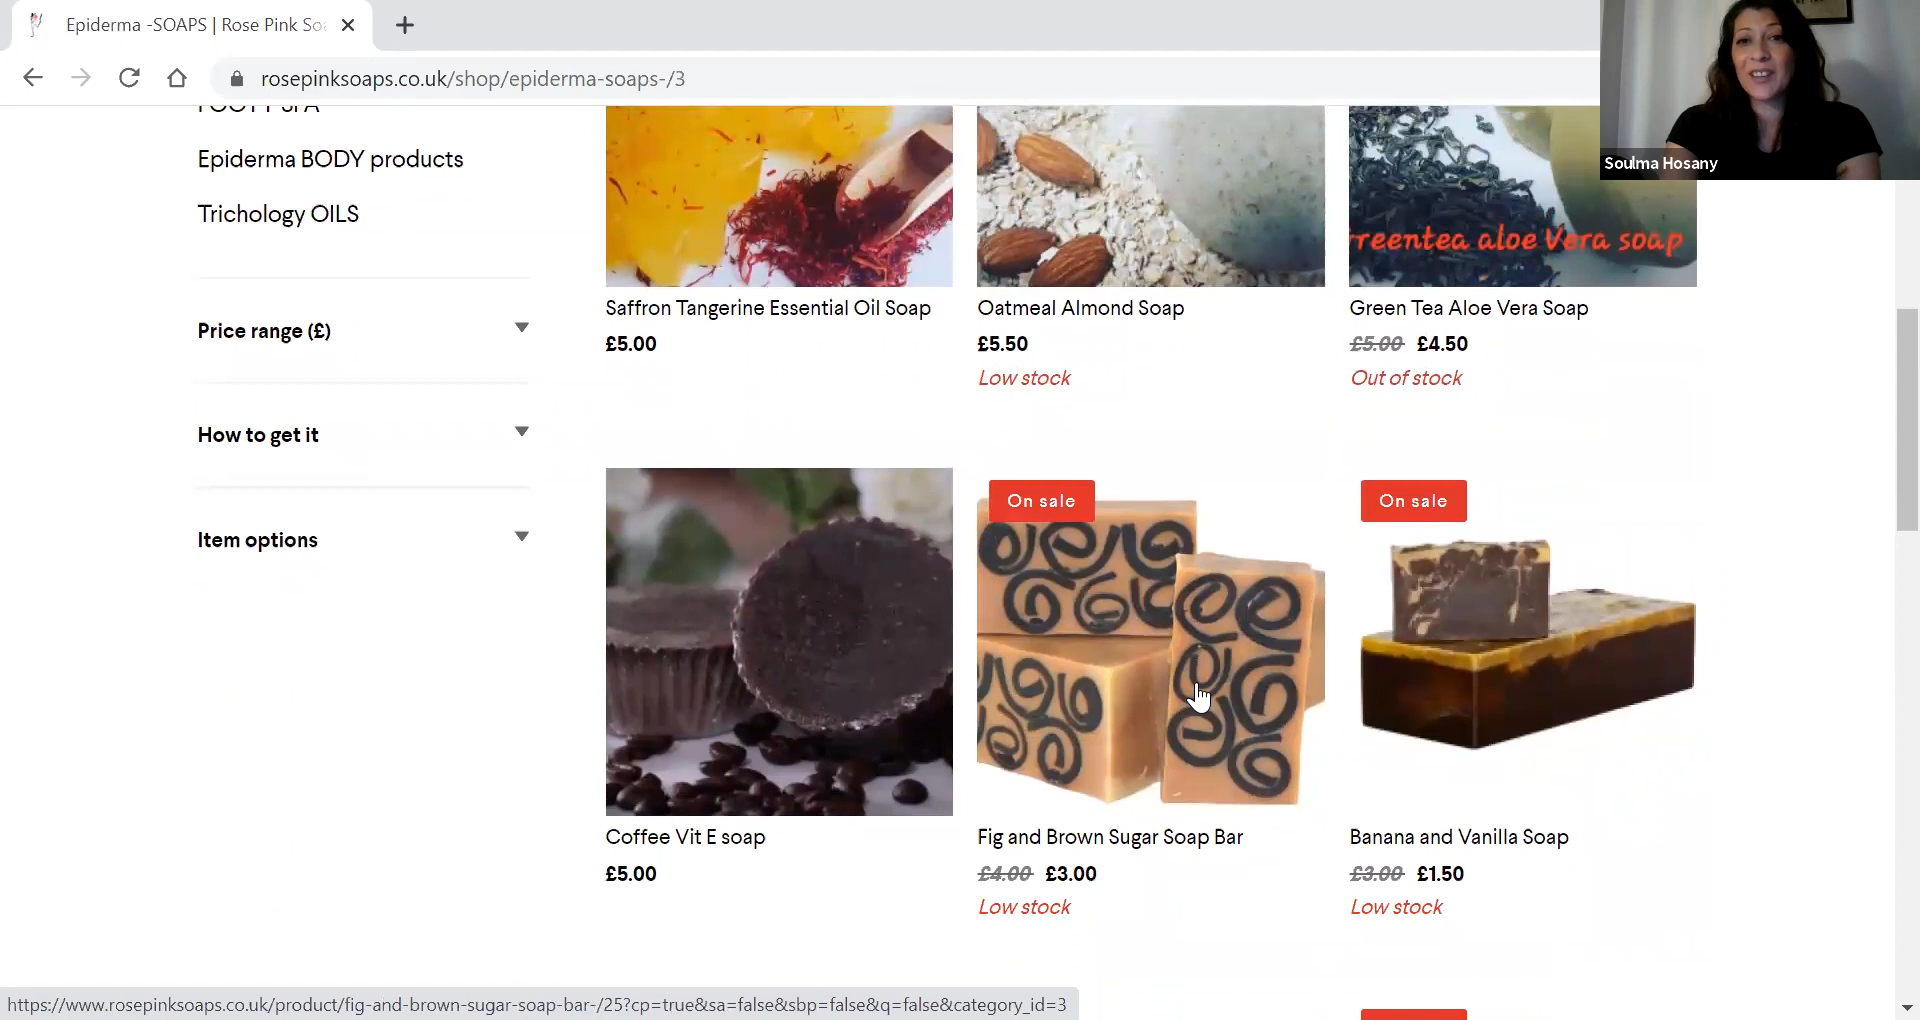 Epiderma -SOAPS | Rose Pink So
rosepinksoaps.co.uk/shop/epiderma-soaps-/3
Soulma Hosany
FOOTY SPA
Epiderma BODY products
Trichology OILS
Price range (£)
How to get it
Item options
reentea aloe Vera soap
Saffron Tangerine Essential Oil Soap
£5.00
Oatmeal Almond Soap
£5.50
Low stock
Green Tea Aloe Vera Soap
£5.00 £4.50
Out of stock
Coffee Vit E soap
£5.00
On sale
Fig and Brown Sugar Soap Bar
£4.00 £3.00
Low stock
On sale
Banana and Vanilla Soap
£3.00 £1.50
Low stock
https://www.rosepinksoaps.co.uk/product/fig-and-brown-sugar-soap-bar-/25?cp=true&sa=false&sbp=false&q=false&category_id=3